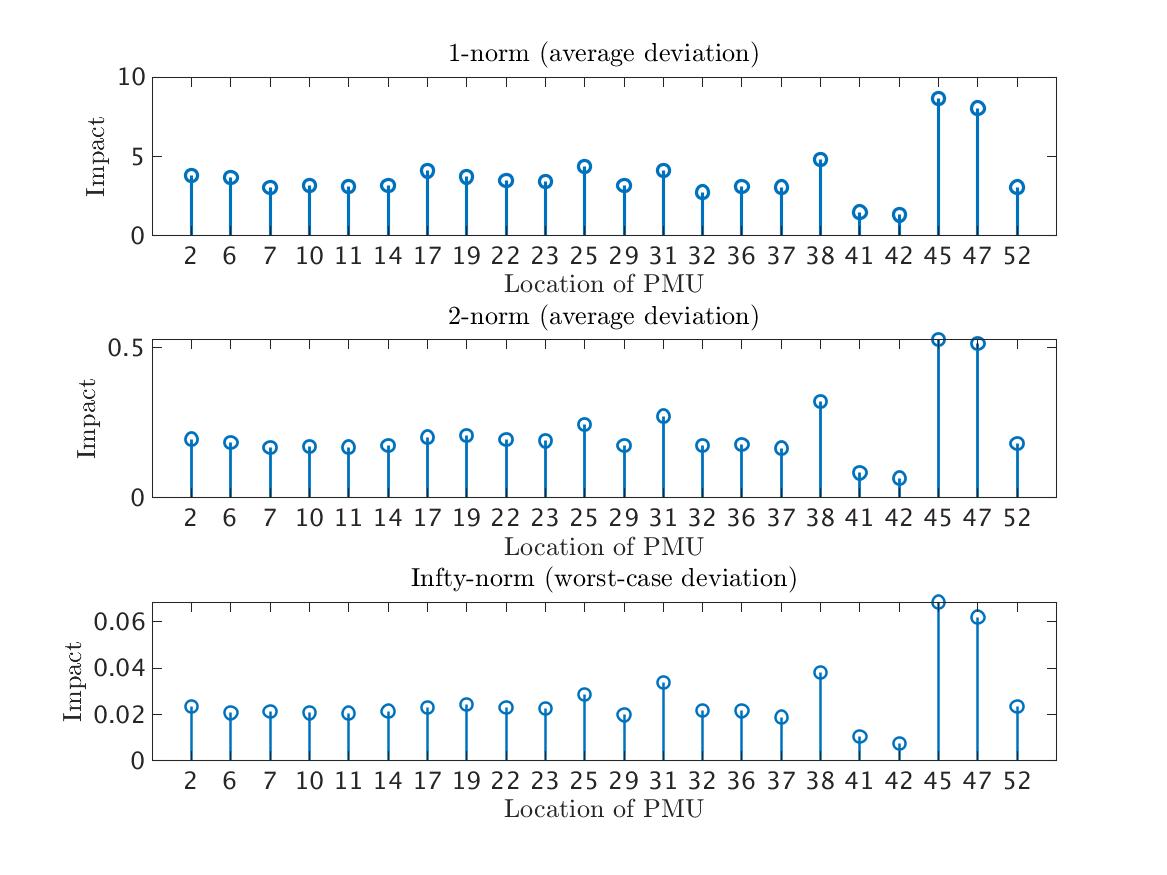 1-norm (average deviation)
10
5
0
Impact
2 6 7 10 11 14 17 19 22 23 25 29 31 32 36 37 38 41 42 45 47 52
Location of PMU
2-norm (average deviation)
0.5
0
Impact
2 6 7 10 11 14 17 19 22 23 25 29 31 32 36 37 38 41 42 45 47 52
Location of PMU
Infty-norm (worst-case deviation)
0.06
0.04
0.02
0
Impact
2 6 7 10 11 14 17 19 22 23 25 29 31 32 36 37 38 41 42 45 47 52
Location of PMU